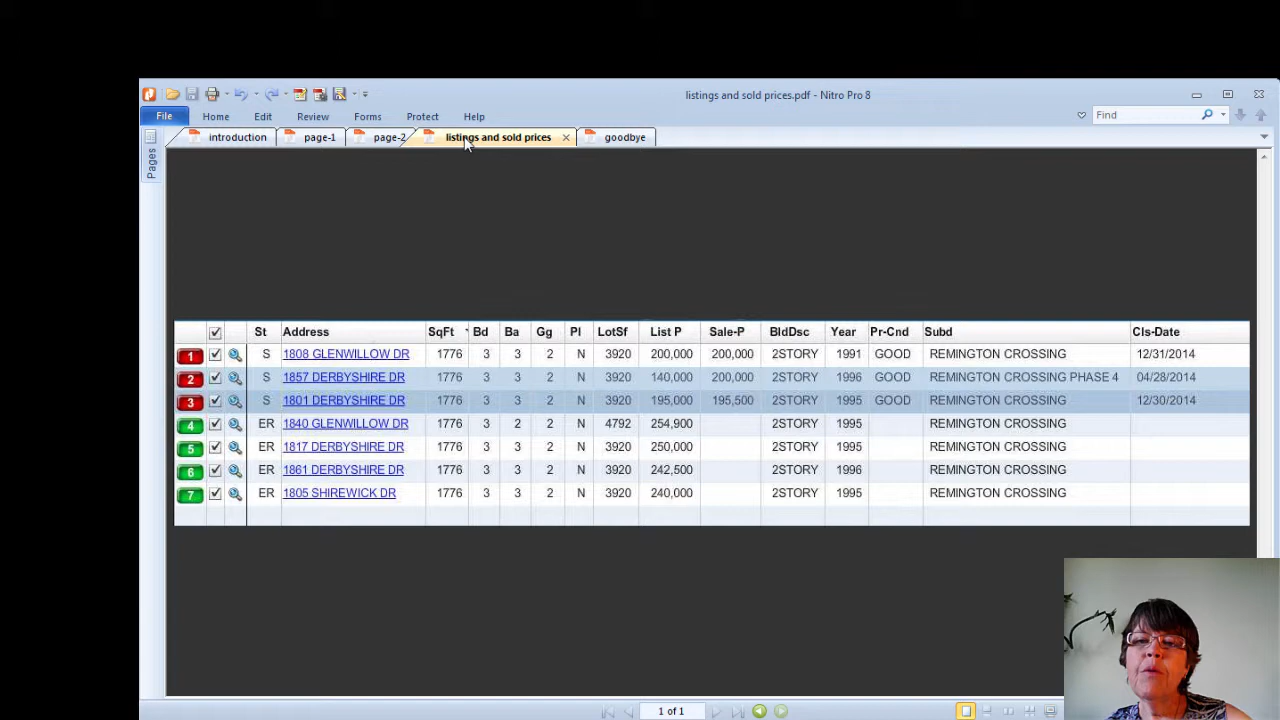 listings and sold prices.pdf - Nitro Pro 8
File Home Edit Review Forms Protect Help Find
introduction page-1 page-2 listings and sold prices goodbye
Pages
St Address SqFt Bd Ba Gg Pl LotSf List P Sale-P BldDsc Year Pr-Cnd Subd Cls-Date
1 S 1808 GLENWILLOW DR 1776 3 3 2 N 3920 200,000 200,000 2STORY 1991 GOOD REMINGTON CROSSING 12/31/2014
2 S 1857 DERBYSHIRE DR 1776 3 3 2 N 3920 140,000 200,000 2STORY 1996 GOOD REMINGTON CROSSING PHASE 4 04/28/2014
3 S 1801 DERBYSHIRE DR 1776 3 3 2 N 3920 195,000 195,500 2STORY 1995 GOOD REMINGTON CROSSING 12/30/2014
4 ER 1840 GLENWILLOW DR 1776 3 2 2 N 4792 254,900 2STORY 1995 REMINGTON CROSSING
5 ER 1817 DERBYSHIRE DR 1776 3 3 2 N 3920 250,000 2STORY 1995 REMINGTON CROSSING
6 ER 1861 DERBYSHIRE DR 1776 3 3 2 N 3920 242,500 2STORY 1996 REMINGTON CROSSING
7 ER 1805 SHIREWICK DR 1776 3 3 2 N 3920 240,000 2STORY 1995 REMINGTON CROSSING
1 of 1